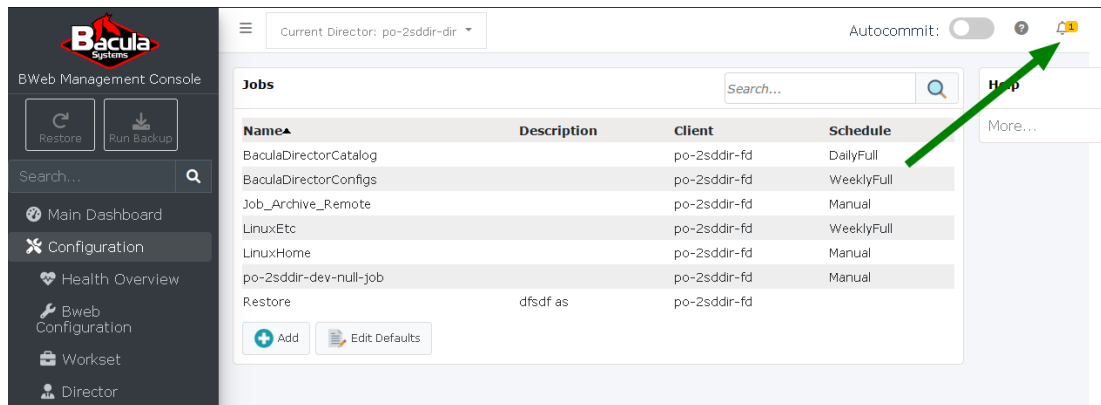 Bacula
Systems
BWeb Management Console
Restore
Run Backup
Search...
Main Dashboard
Configuration
Health Overview
Bweb
Configuration
Workset
Director
Current Director: po-2sddir-dir
Autocommit:
1
Jobs
Search...
Name Description Client Schedule
BaculaDirectorCatalog po-2sddir-fd DailyFull
BaculaDirectorConfigs po-2sddir-fd WeeklyFull
Job_Archive_Remote po-2sddir-fd Manual
LinuxEtc po-2sddir-fd WeeklyFull
LinuxHome po-2sddir-fd Manual
po-2sddir-dev-null-job po-2sddir-fd Manual
Restore dfsdf as po-2sddir-fd
Add
Edit Defaults
Help
More...